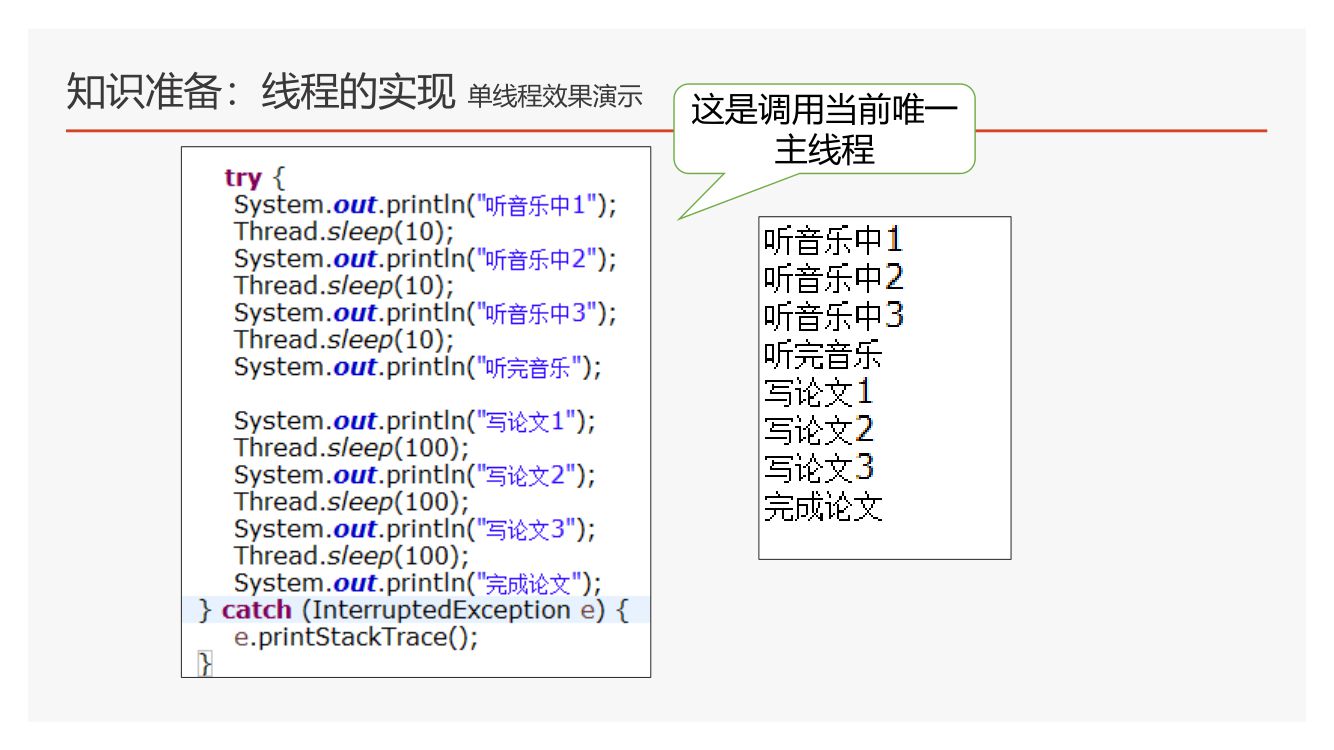 知识准备：线程的实现 单线程效果演示
这是调用当前唯一
主线程
try {
System.out.println("听音乐中1");
Thread.sleep(10);
System.out.println("听音乐中2");
Thread.sleep(10);
System.out.println("听音乐中3");
Thread.sleep(10);
System.out.println("听完音乐");
System.out.println("写论文1");
Thread.sleep(100);
System.out.println("写论文2");
Thread.sleep(100);
System.out.println("写论文3");
Thread.sleep(100);
System.out.println("完成论文");
} catch (InterruptedException e) {
e.printStackTrace();
}
听音乐中1
听音乐中2
听音乐中3
听完音乐
写论文1
写论文2
写论文3
完成论文